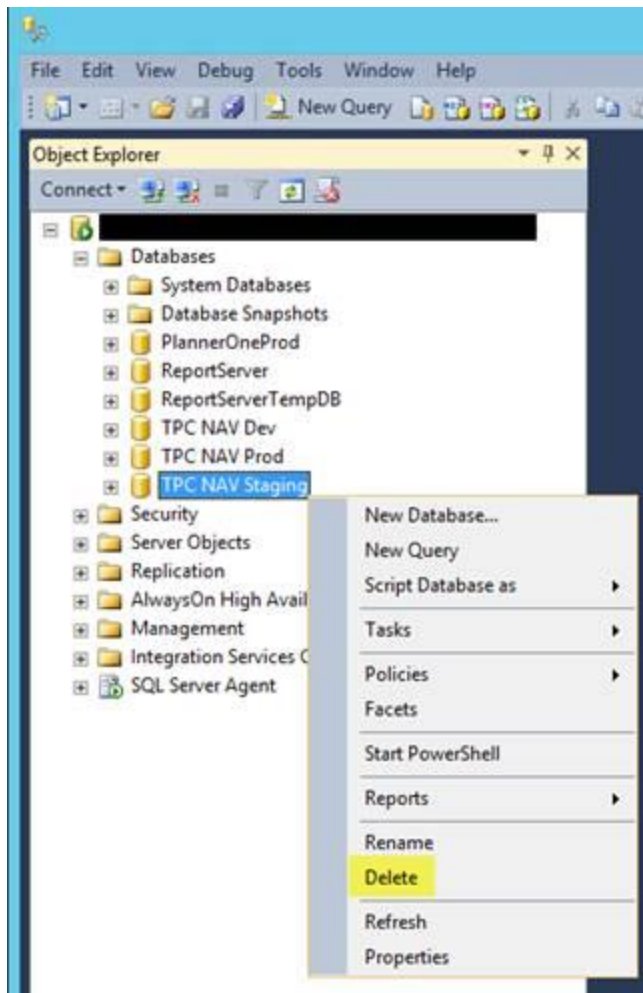 File Edit View Debug Tools Window Help
New Query
Object Explorer
Connect
Databases
System Databases
Database Snapshots
PlannerOneProd
ReportServer
ReportServerTempDB
TPC NAV Dev
TPC NAV Prod
TPC NAV Staging
Security
Server Objects
Replication
AlwaysOn High Avail
Management
Integration Services
SQL Server Agent
New Database...
New Query
Script Database as
Tasks
Policies
Facets
Start PowerShell
Reports
Rename
Delete
Refresh
Properties